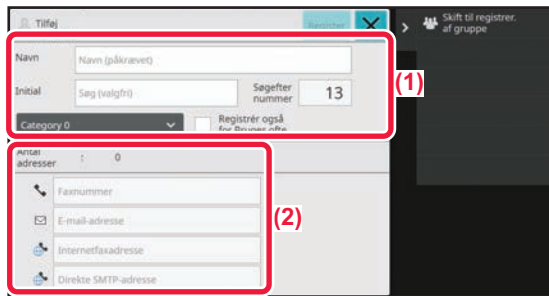 Tilføj
Register
Skift til registrer.
af gruppe
Navn
Navn (påkrævet)
(1)
Initial
Søg (valgfri)
Søgefter
nummer
13
Category 0
Registrér også
for Bruges ofte
Antal
adresser
:
0
Faxnummer
(2)
E-mail-adresse
Internetfaxadresse
Direkte SMTP-adresse